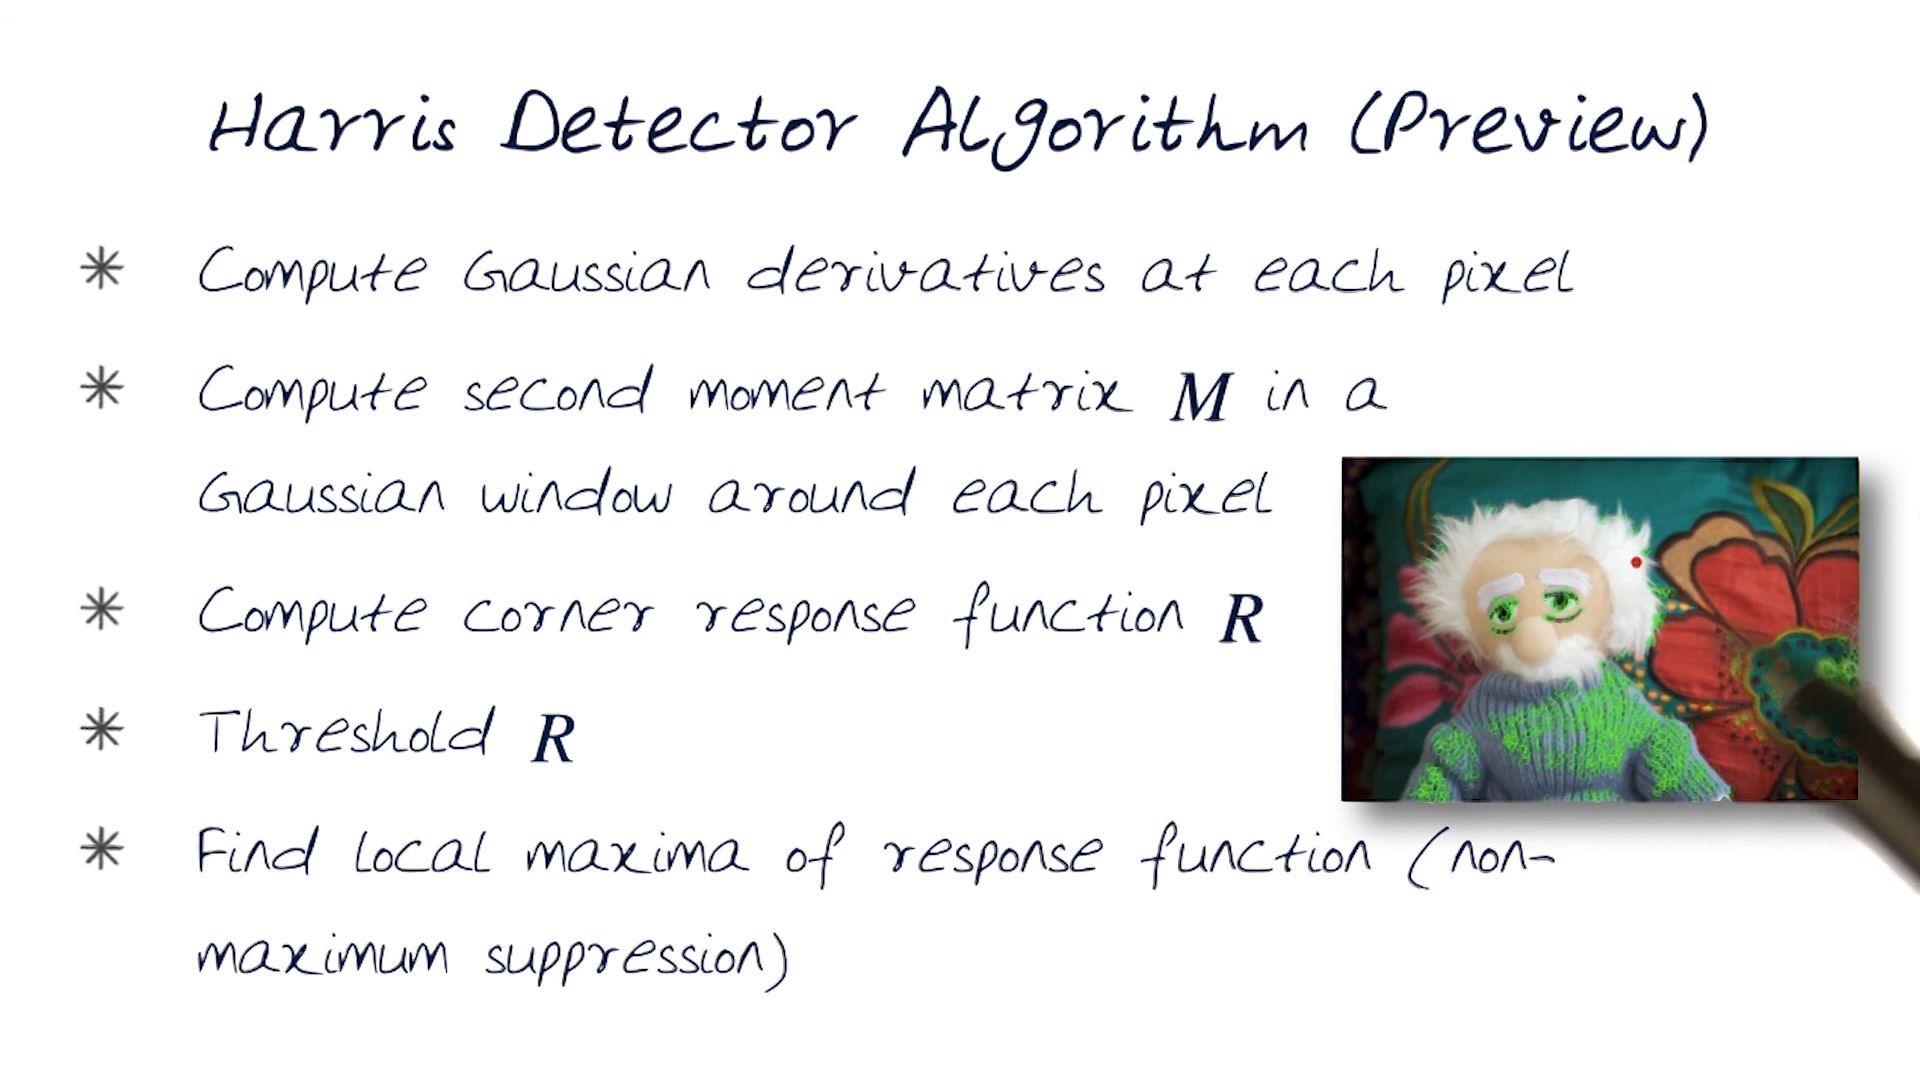 Harris Detector Algorithm (Preview)
✳ Compute Gaussian derivatives at each pixel
✳ Compute second moment matrix M in a
Gaussian window around each pixel
✳ Compute corner response function R
✳ Threshold R
✳ Find local maxima of response function (non-
maximum suppression)